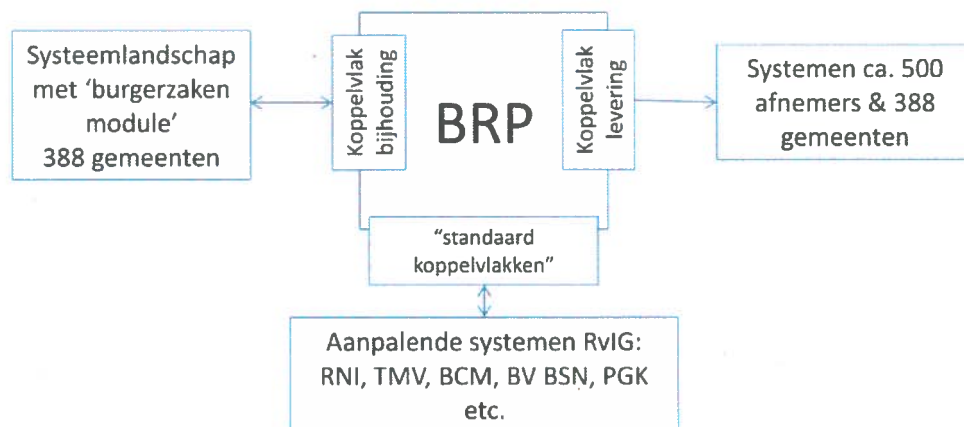 Systeemlandschap
met ‘burgerzaken
module’
388 gemeenten
Koppelvlak
bijhouding
BRP
Koppelvlak
levering
Systemen ca. 500
afnemers & 388
gemeenten
“standaard
koppelvlakken”
Aanpalende systemen RvIG:
RNI, TMV, BCM, BV BSN, PGK
etc.